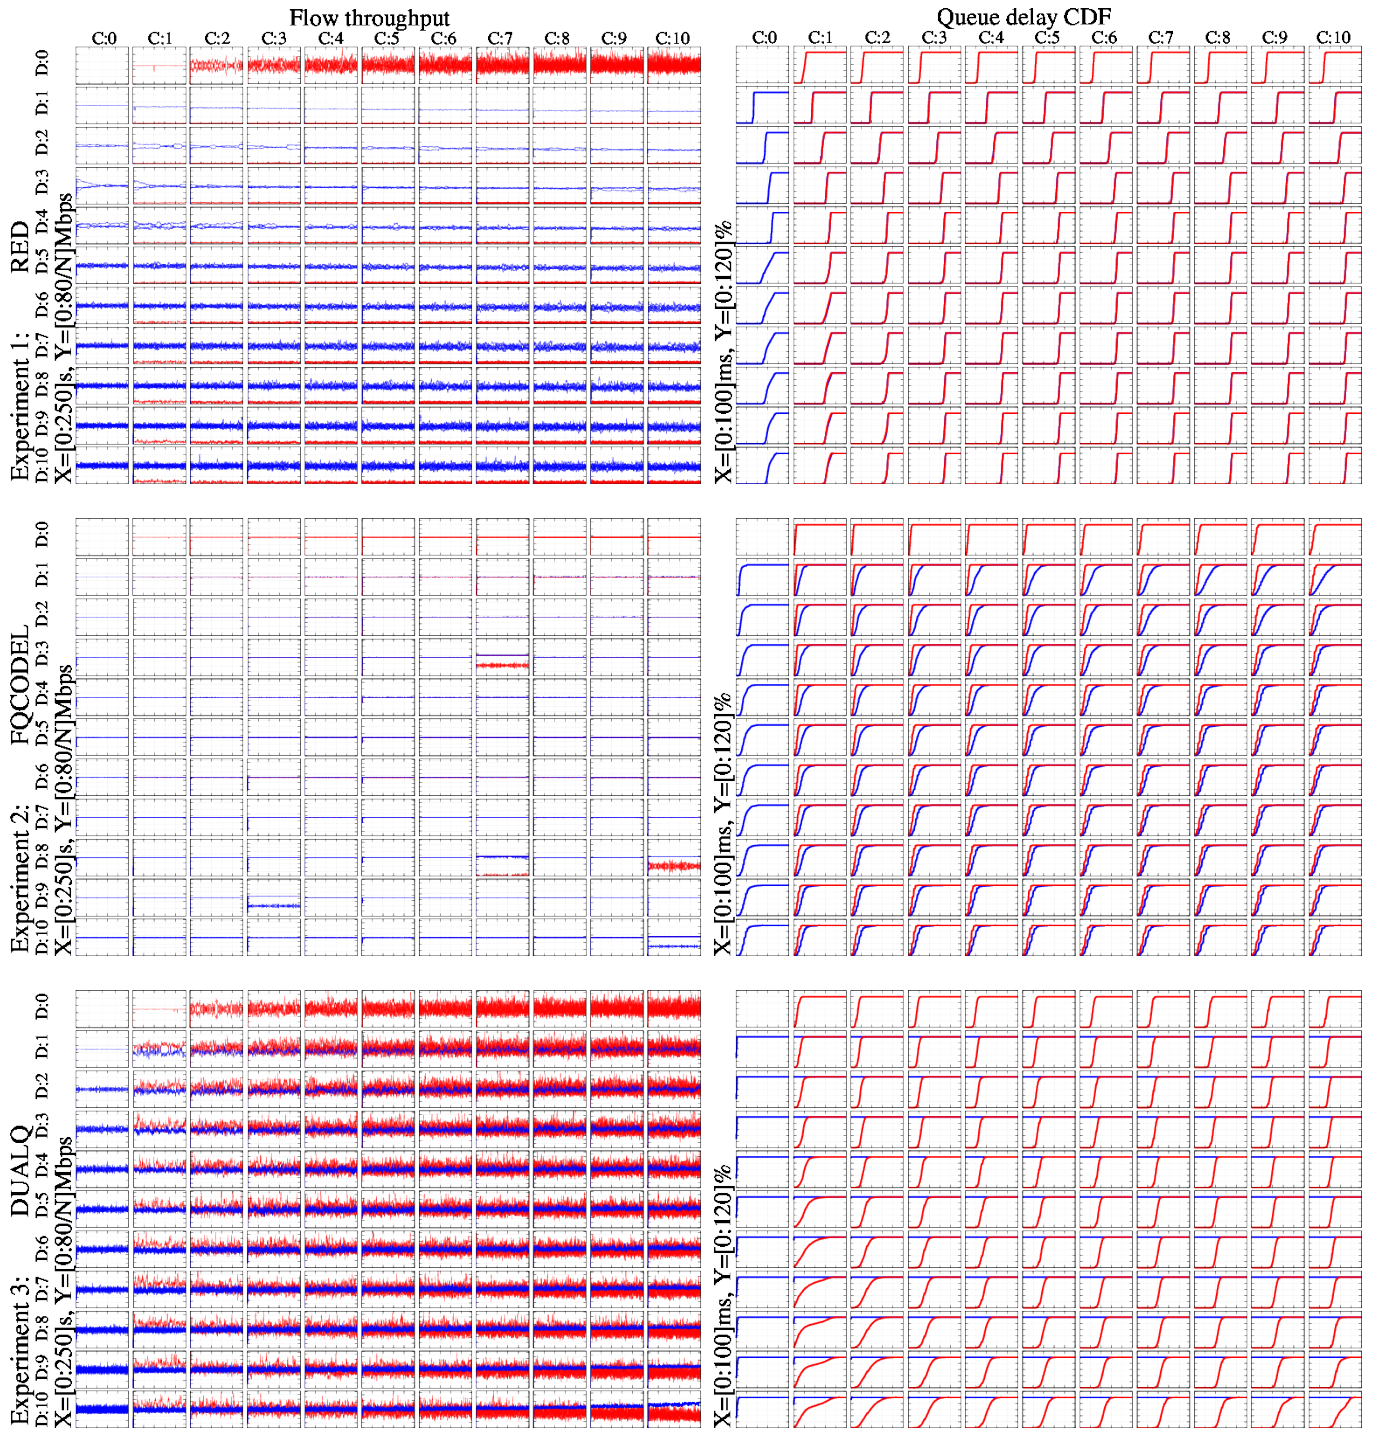 Flow throughput
Queue delay CDF
C:0 C:1 C:2 C:3 C:4 C:5 C:6 C:7 C:8 C:9 C:10
C:0 C:1 C:2 C:3 C:4 C:5 C:6 C:7 C:8 C:9 C:10
Experiment 1: RED
X=[0:250]s, Y=[0:80/N]Mbps
D:0
D:1
D:2
D:3
D:4
D:5
D:6
D:7
D:8
D:9
D:10
X=[0:100]ms, Y=[0:120]%
Experiment 2: FQCODEL
X=[0:250]s, Y=[0:80/N]Mbps
D:0
D:1
D:2
D:3
D:4
D:5
D:6
D:7
D:8
D:9
D:10
X=[0:100]ms, Y=[0:120]%
Experiment 3: DUALQ
X=[0:250]s, Y=[0:80/N]Mbps
D:0
D:1
D:2
D:3
D:4
D:5
D:6
D:7
D:8
D:9
D:10
X=[0:100]ms, Y=[0:120]%